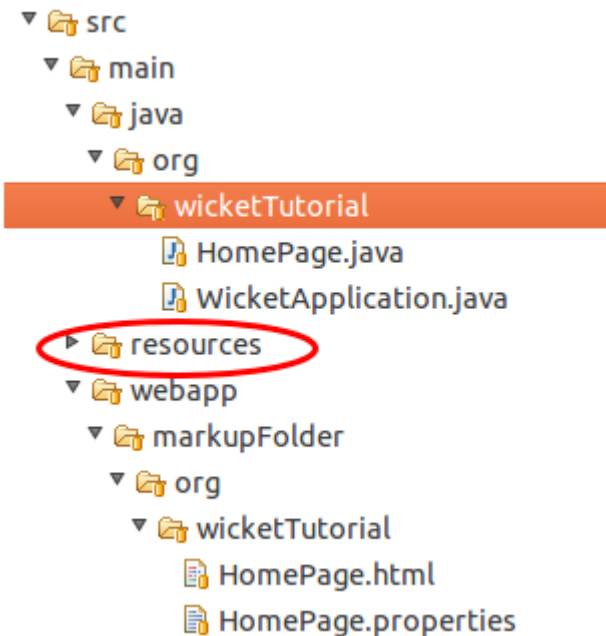 src
main
java
org
wicketTutorial
HomePage.java
WicketApplication.java
resources
webapp
markupFolder
org
wicketTutorial
HomePage.html
HomePage.properties